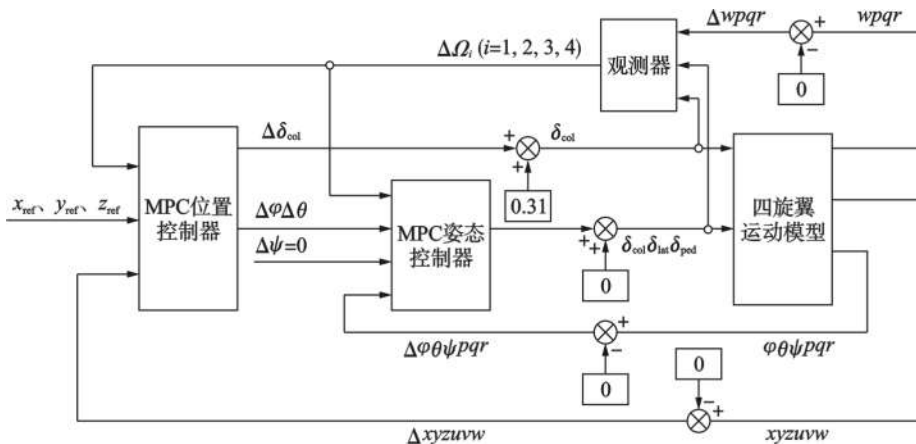 Δwpqr
+
wpqr
−
0
ΔΩi (i=1, 2, 3, 4)
观测器
Δδcol
+
+
δcol
0.31
xref、yref、zref
MPC位置
控制器
ΔφΔθ
Δψ=0
MPC姿态
控制器
+
+
δcolδlatδped
0
四旋翼
运动模型
Δφθψpqr
+
−
φθψpqr
0
0
−
+
Δxyzuvw
xyzuvw